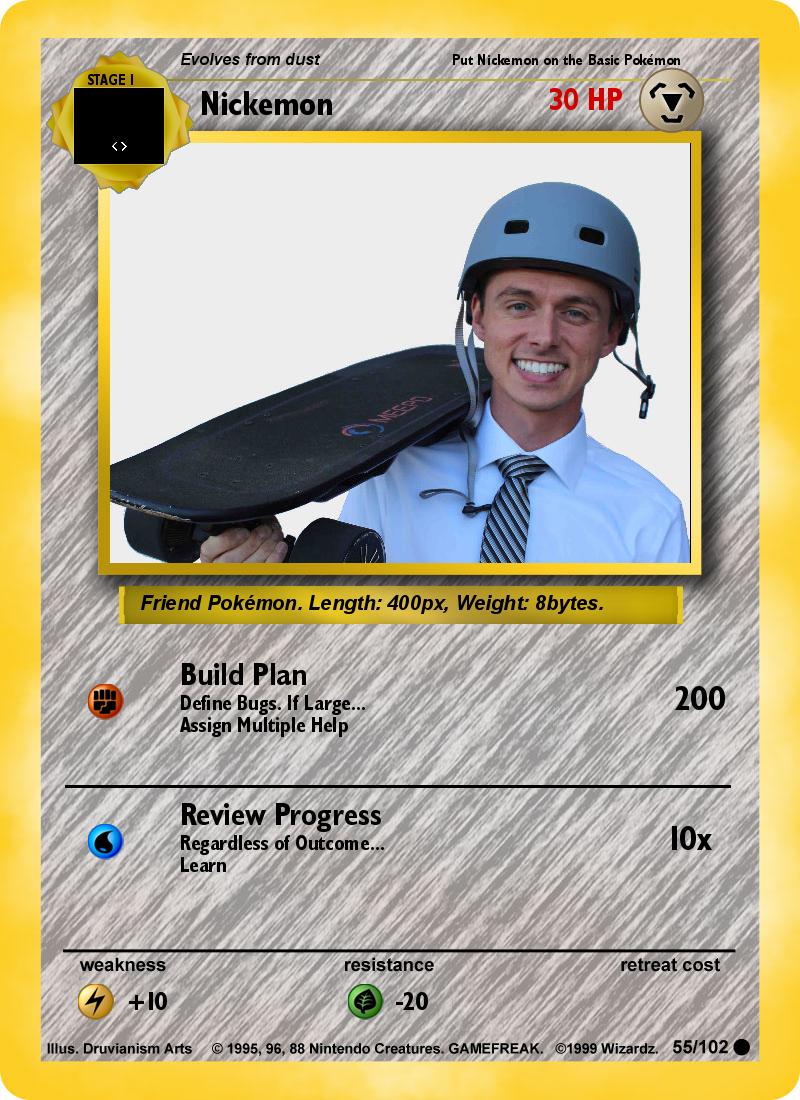 Evolves from dust
Put Nickemon on the Basic Pokémon
STAGE 1
Nickemon
30 HP
<>
MEEPO
Friend Pokémon. Length: 400px, Weight: 8bytes.
Build Plan
Define Bugs. If Large...
Assign Multiple Help
200
Review Progress
Regardless of Outcome...
Learn
10x
weakness
resistance
retreat cost
+10
-20
Illus. Druvianism Arts © 1995, 96, 88 Nintendo Creatures. GAMEFREAK. ©1999 Wizardz. 55/102